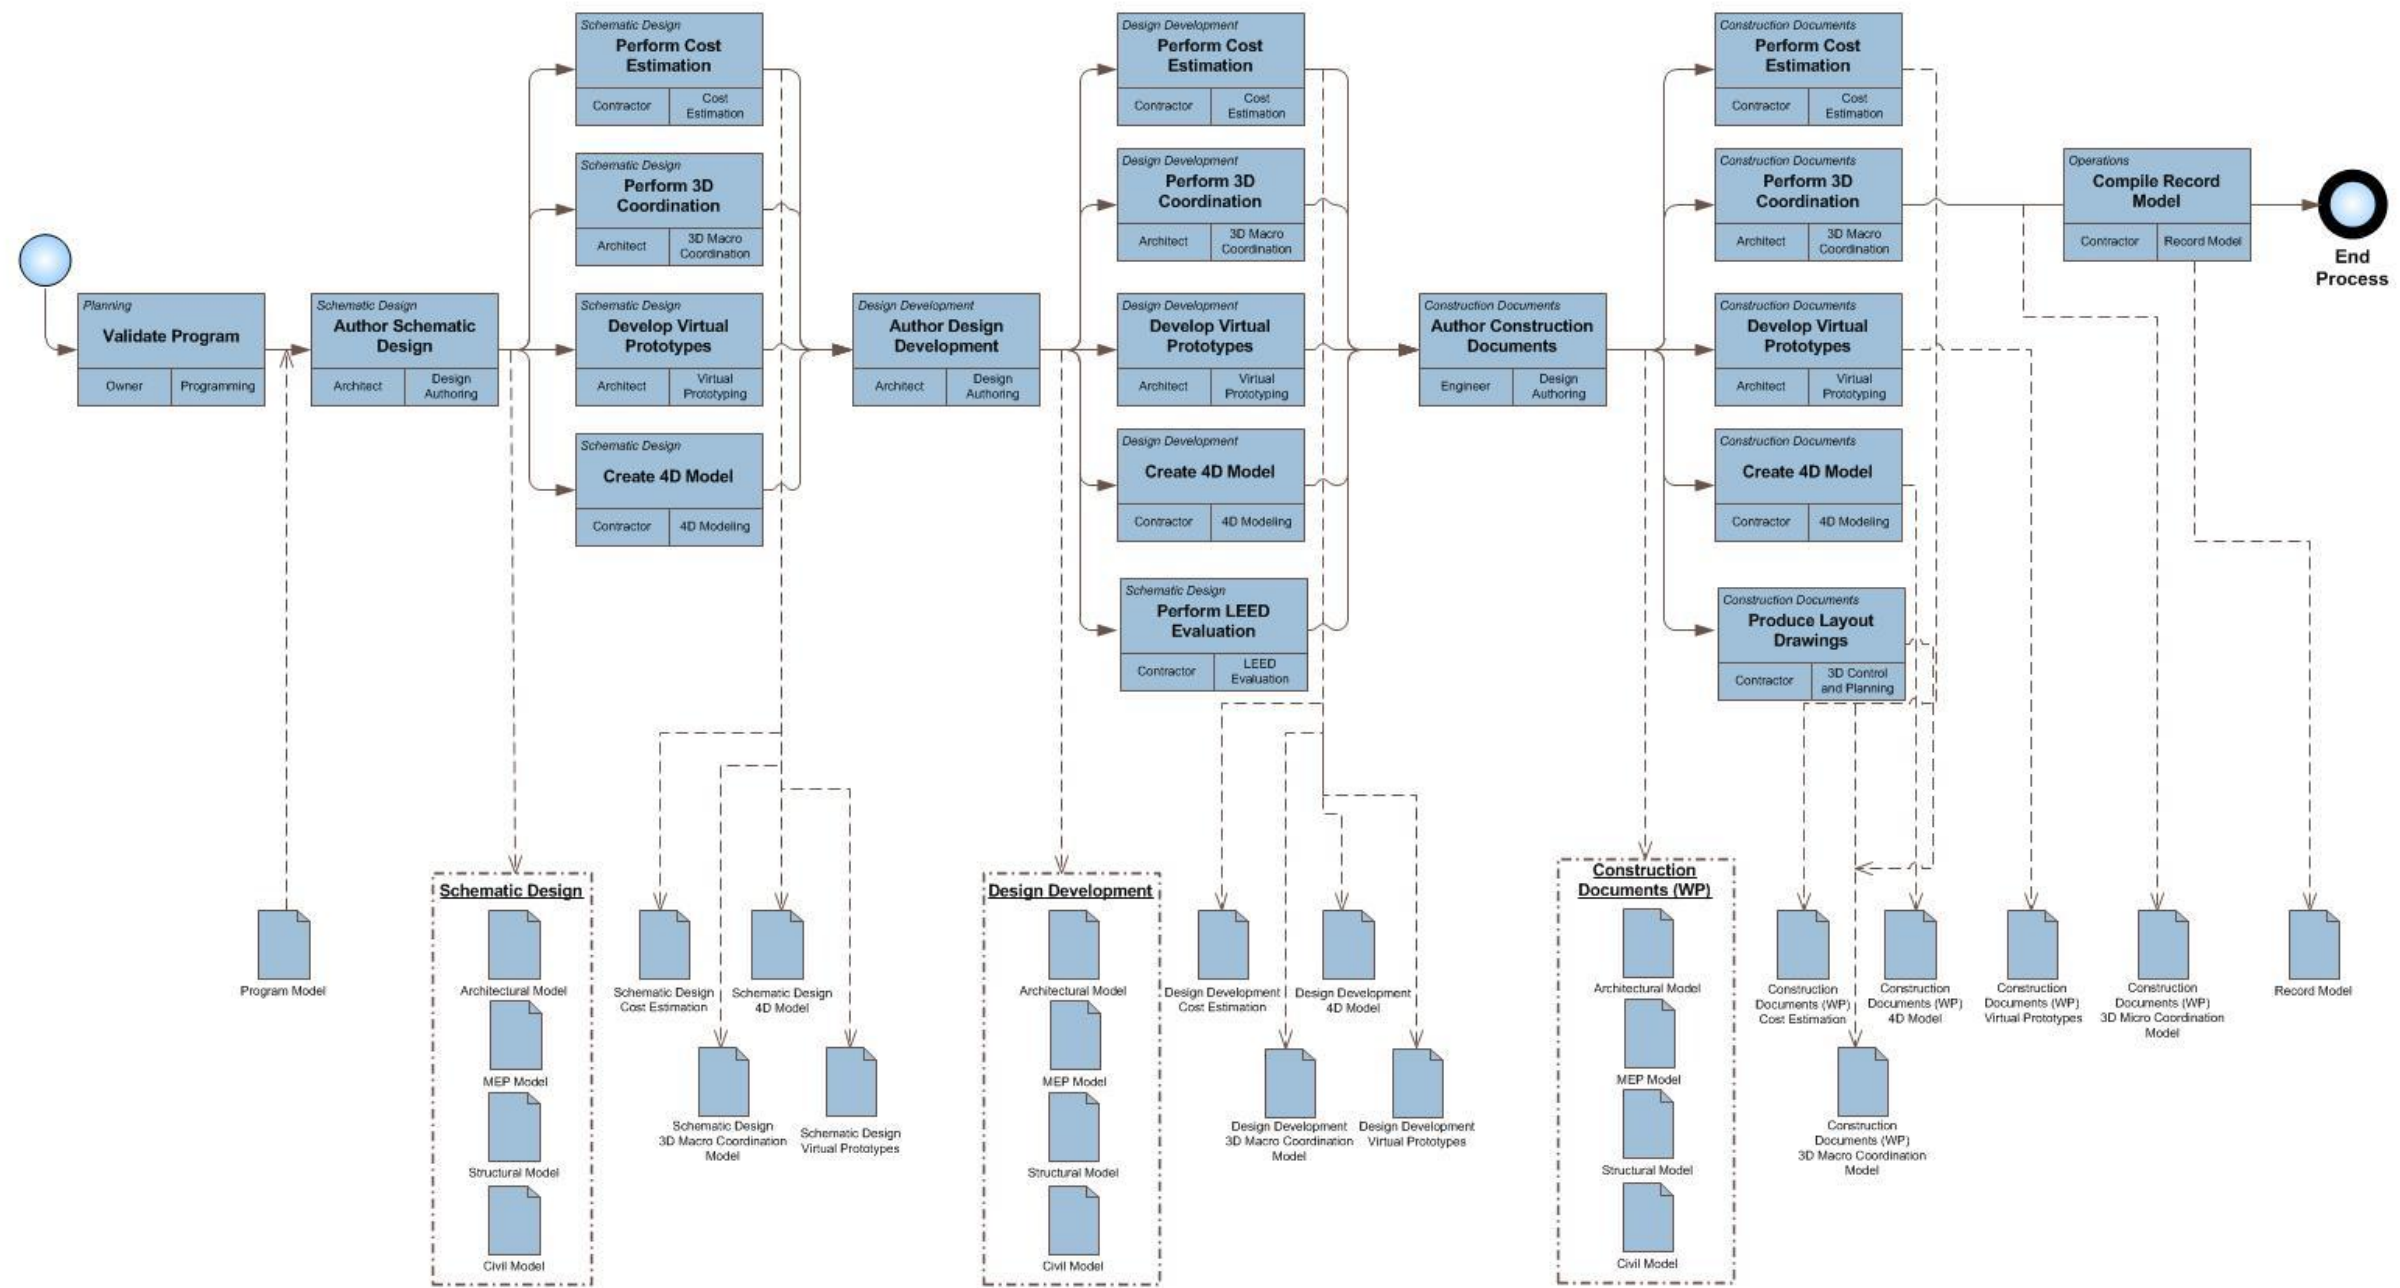 Schematic Design
Perform Cost
Estimation
Contractor
Cost
Estimation
Design Development
Perform Cost
Estimation
Contractor
Cost
Estimation
Construction Documents
Perform Cost
Estimation
Contractor
Cost
Estimation
Schematic Design
Perform 3D
Coordination
Architect
3D Macro
Coordination
Design Development
Perform 3D
Coordination
Architect
3D Macro
Coordination
Construction Documents
Perform 3D
Coordination
Architect
3D Macro
Coordination
Operations
Compile Record
Model
Contractor
Record Model
End
Process
Planning
Validate Program
Owner
Programming
Schematic Design
Author Schematic
Design
Architect
Design
Authoring
Schematic Design
Develop Virtual
Prototypes
Architect
Virtual
Prototyping
Design Development
Author Design
Development
Architect
Design
Authoring
Design Development
Develop Virtual
Prototypes
Architect
Virtual
Prototyping
Construction Documents
Author Construction
Documents
Engineer
Design
Authoring
Construction Documents
Develop Virtual
Prototypes
Architect
Virtual
Prototyping
Schematic Design
Create 4D Model
Contractor
4D Modeling
Design Development
Create 4D Model
Contractor
4D Modeling
Construction Documents
Create 4D Model
Contractor
4D Modeling
Schematic Design
Perform LEED
Evaluation
Contractor
LEED
Evaluation
Construction Documents
Produce Layout
Drawings
Contractor
3D Control
and Planning
Program Model
Schematic Design
Architectural Model
MEP Model
Structural Model
Civil Model
Schematic Design
Cost Estimation
Schematic Design
4D Model
Schematic Design
3D Macro Coordination
Model
Schematic Design
Virtual Prototypes
Design Development
Architectural Model
MEP Model
Structural Model
Civil Model
Design Development
Cost Estimation
Design Development
4D Model
Design Development
3D Macro Coordination
Model
Design Development
Virtual Prototypes
Construction
Documents (WP)
Architectural Model
MEP Model
Structural Model
Civil Model
Construction
Documents (WP)
Cost Estimation
Construction
Documents (WP)
4D Model
Construction
Documents (WP)
Virtual Prototypes
Construction
Documents (WP)
3D Micro Coordination
Model
Record Model
Construction
Documents (WP)
3D Macro Coordination
Model